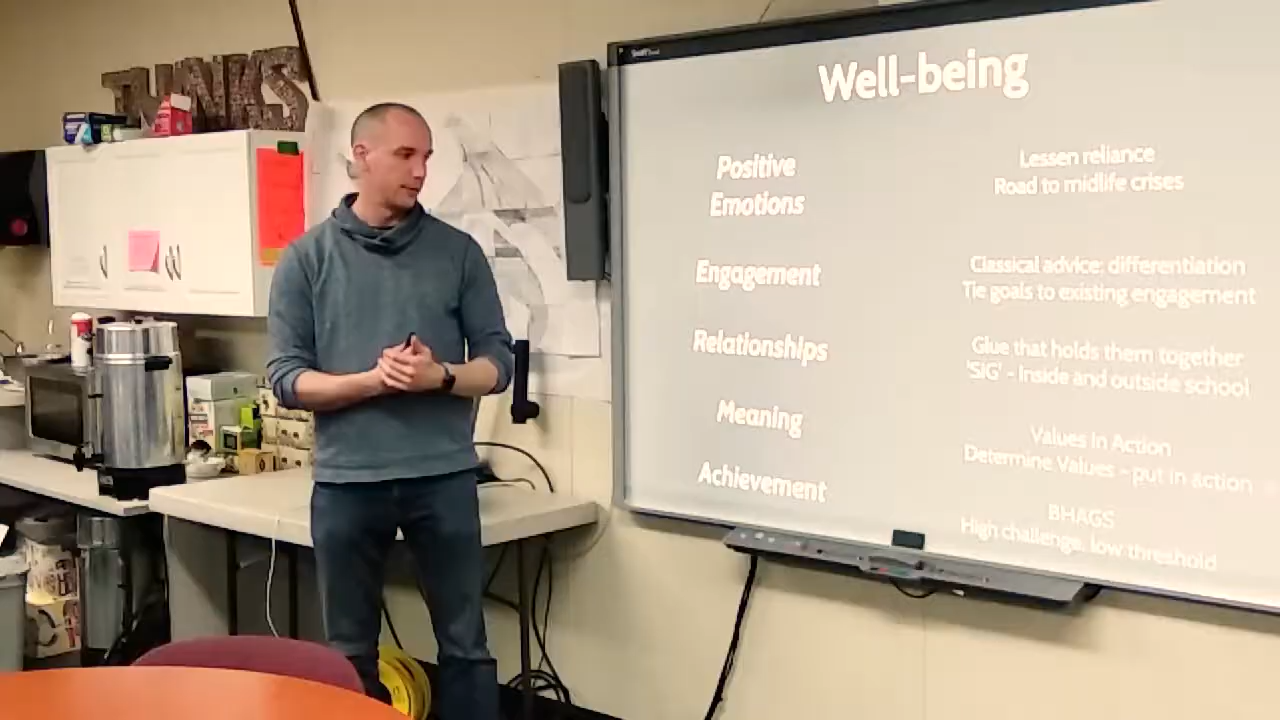 THNKS
Well-being
Positive
Emotions
Lessen reliance
Road to midlife crises
Engagement
Classical advice: differentiation
Tie goals to existing engagement
Relationships
Glue that holds them together
'SIG' - Inside and outside school
Meaning
Values in Action
Determine Values - put in action
Achievement
BHAGS
High challenge, low threshold